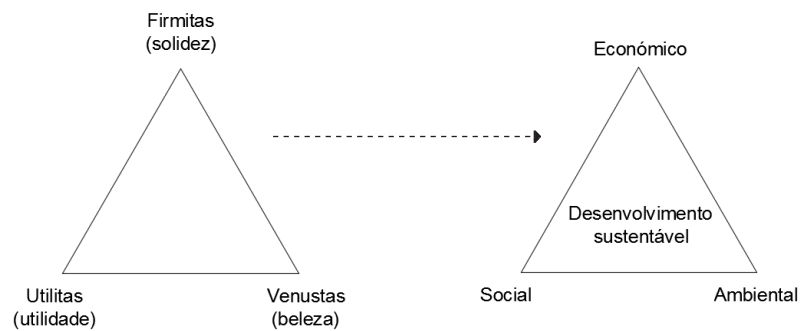 Firmitas
(solidez)
Económico
Desenvolvimento
sustentável
Utilitas
(utilidade)
Venustas
(beleza)
Social
Ambiental